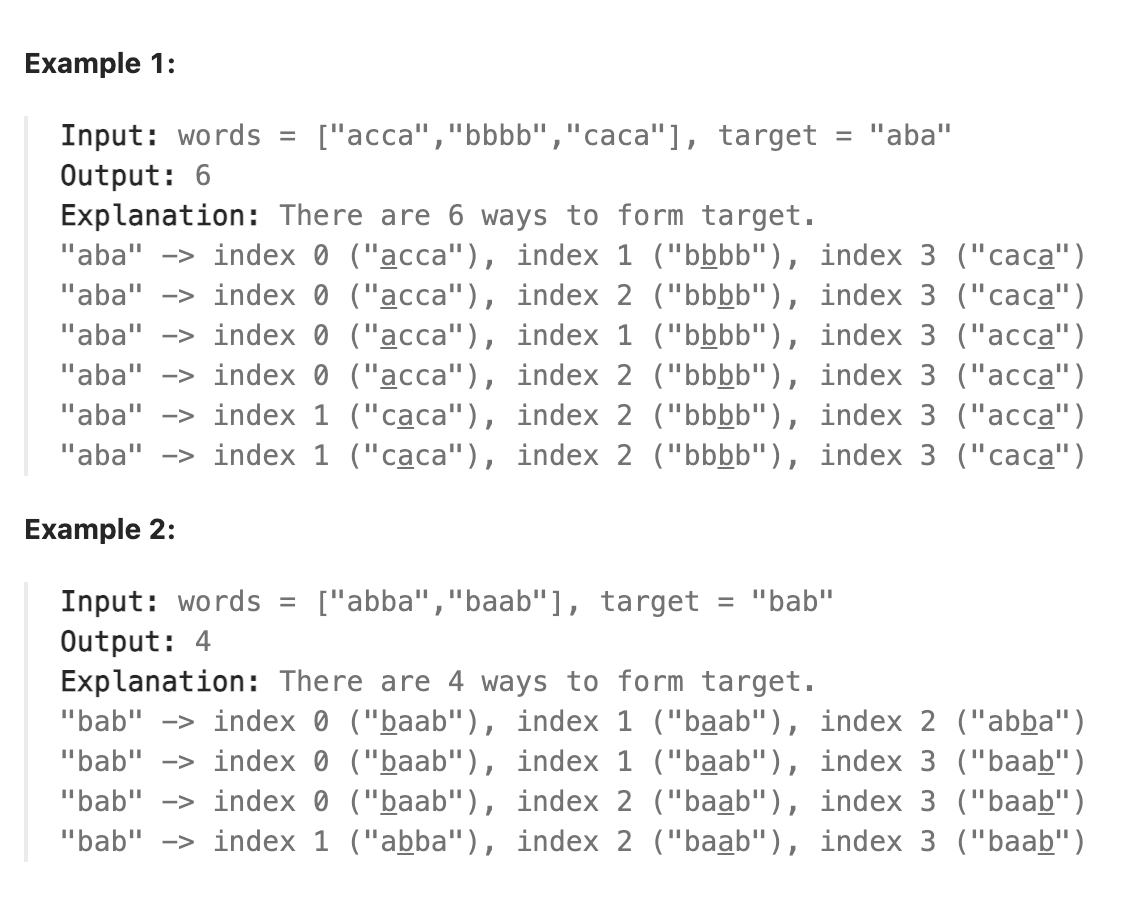 Example 1:
Input: words = ["acca","bbbb","caca"], target = "aba"
Output: 6
Explanation: There are 6 ways to form target.
"aba" -> index 0 ("acca"), index 1 ("bbbb"), index 3 ("caca")
"aba" -> index 0 ("acca"), index 2 ("bbbb"), index 3 ("caca")
"aba" -> index 0 ("acca"), index 1 ("bbbb"), index 3 ("acca")
"aba" -> index 0 ("acca"), index 2 ("bbbb"), index 3 ("acca")
"aba" -> index 1 ("caca"), index 2 ("bbbb"), index 3 ("acca")
"aba" -> index 1 ("caca"), index 2 ("bbbb"), index 3 ("caca")
Example 2:
Input: words = ["abba","baab"], target = "bab"
Output: 4
Explanation: There are 4 ways to form target.
"bab" -> index 0 ("baab"), index 1 ("baab"), index 2 ("abba")
"bab" -> index 0 ("baab"), index 1 ("baab"), index 3 ("baab")
"bab" -> index 0 ("baab"), index 2 ("baab"), index 3 ("baab")
"bab" -> index 1 ("abba"), index 2 ("baab"), index 3 ("baab")